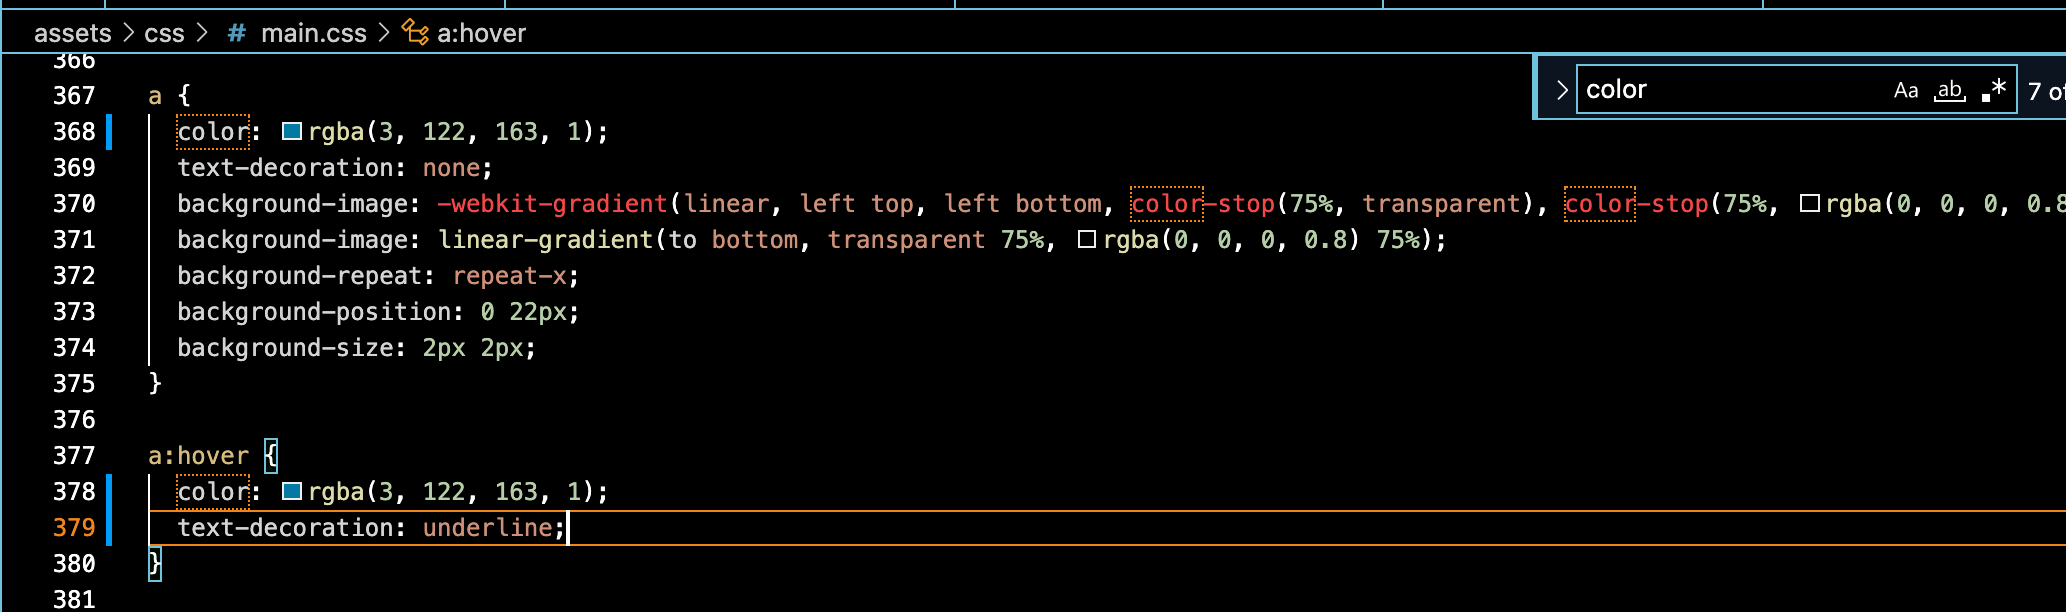 assets > css > # main.css > a:hover
366
color Aa ab .* 7 of
367 a {
368 color: rgba(3, 122, 163, 1);
369 text-decoration: none;
370 background-image: -webkit-gradient(linear, left top, left bottom, color-stop(75%, transparent), color-stop(75%, rgba(0, 0, 0, 0.8
371 background-image: linear-gradient(to bottom, transparent 75%, rgba(0, 0, 0, 0.8) 75%);
372 background-repeat: repeat-x;
373 background-position: 0 22px;
374 background-size: 2px 2px;
375 }
376
377 a:hover {
378 color: rgba(3, 122, 163, 1);
379 text-decoration: underline;
380 }
381